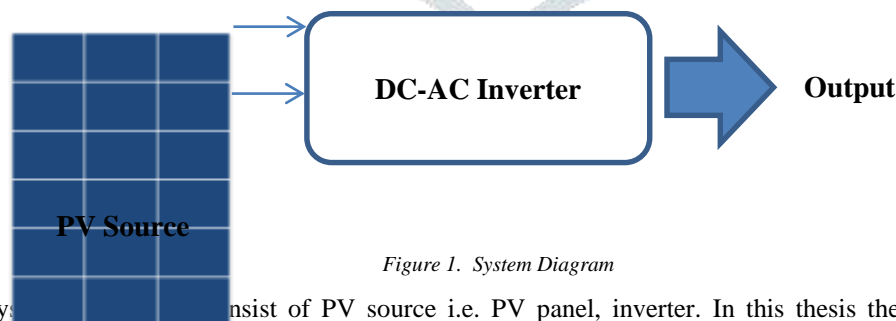 DC-AC Inverter
Output
PV Source
Figure 1. System Diagram
of PV source i.e. PV panel, inverter. In this thesis the